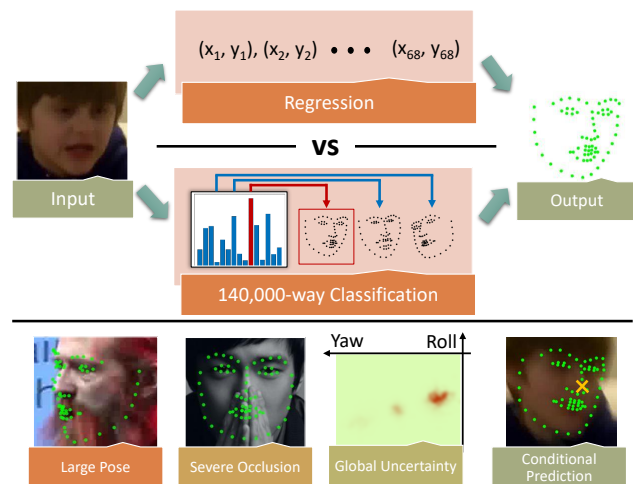 (x₁, y₁), (x₂, y₂) • • • (x₆₈, y₆₈)
Regression
Input
vs
Output
140,000-way Classification
Yaw
Roll
Large Pose
Severe Occlusion
Global Uncertainty
Conditional
Prediction